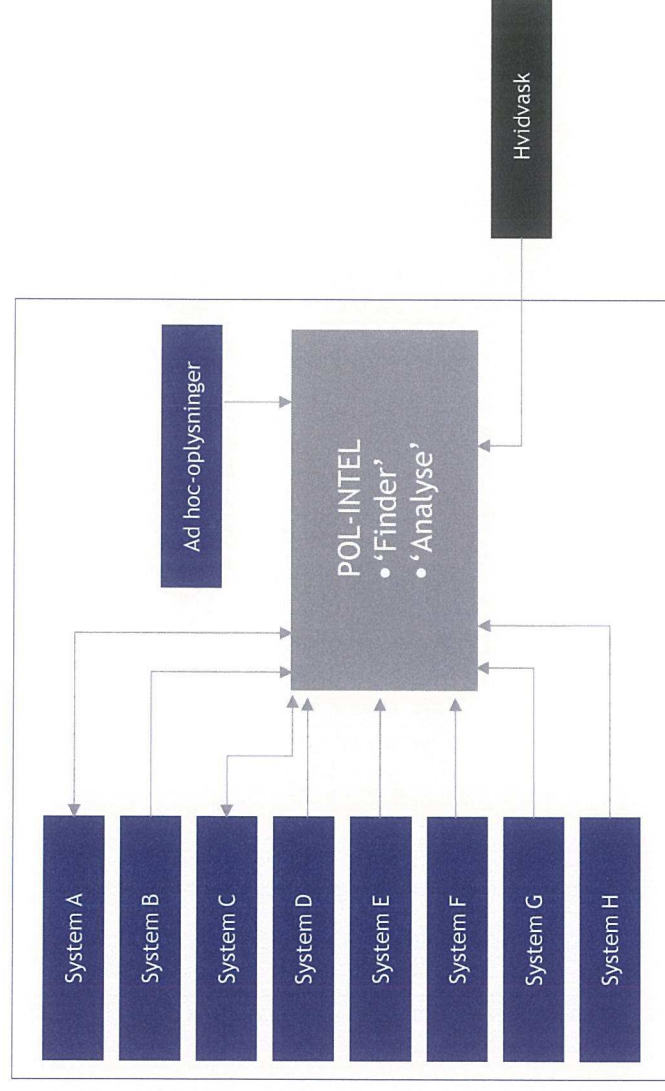 System A
System B
System C
System D
System E
System F
System G
System H
Ad hoc-oplysninger
POL-INTEL
• ‘Finder’
• ‘Analyse’
Hvidvask